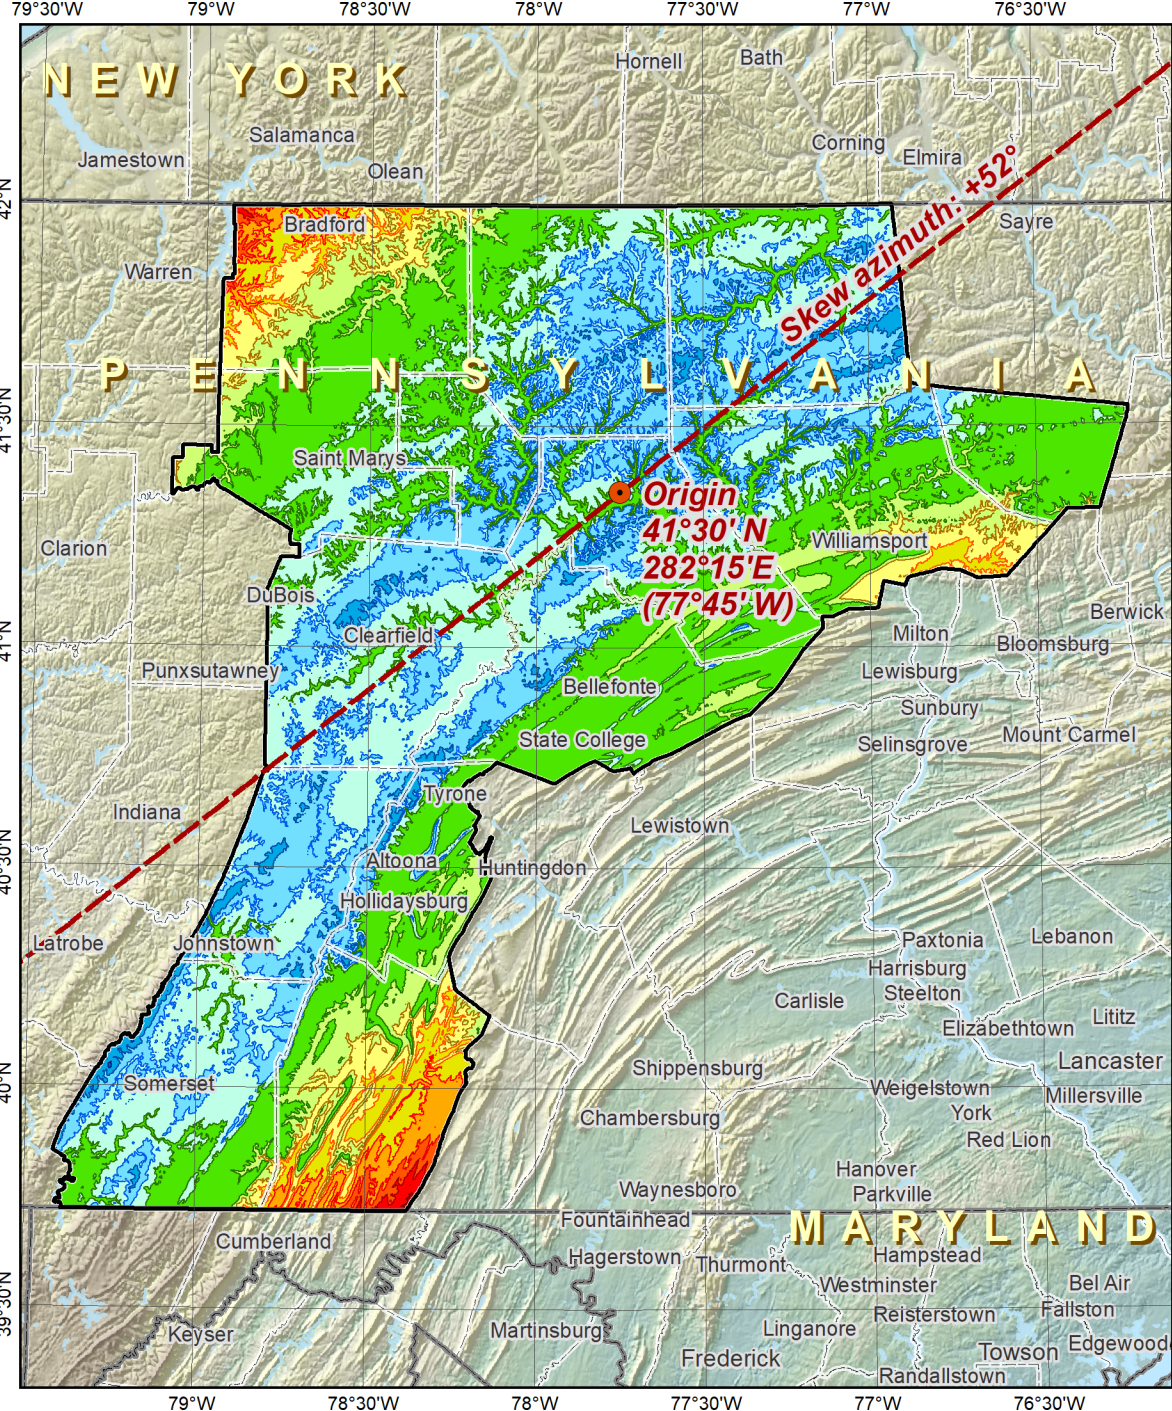 79°30'W 79°W 78°30'W 78°W 77°30'W 77°W 76°30'W
Hornell Bath
NEW YORK
Salamanca
Jamestown
Olean
Corning
Elmira
42°N
Skew azimuth: +52°
Sayre
Bradford
Warren
PENNSYLVANIA
41°30'N
Saint Marys
Origin
41°30' N
282°15'E
(77°45' W)
Clarion
Williamsport
DuBois
Berwick
41°N
Clearfield
Milton
Bloomsburg
Punxsutawney
Lewisburg
Bellefonte
Sunbury
State College
Selinsgrove
Mount Carmel
Tyrone
Indiana
Lewistown
40°30'N
Altoona
Huntingdon
Hollidaysburg
Latrobe
Johnstown
Paxtonia
Lebanon
Harrisburg
Steelton
Carlisle
Elizabethtown
Lititz
Lancaster
40°N
Somerset
Shippensburg
Weigelstown
Millersville
York
Chambersburg
Red Lion
Hanover
Parkville
Waynesboro
Fountainhead
MARYLAND
Cumberland
Hagerstown
Thurmont
Hampstead
Westminster
Bel Air
39°30'N
Reisterstown
Fallston
Keyser
Martinsburg
Linganore
Edgewood
Frederick
Towson
Randallstown
79°W 78°30'W 78°W 77°30'W 77°W 76°30'W